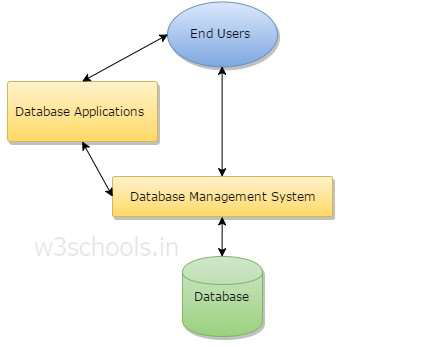 End Users
Database Applications
Database Management System
w3schools.in
Database